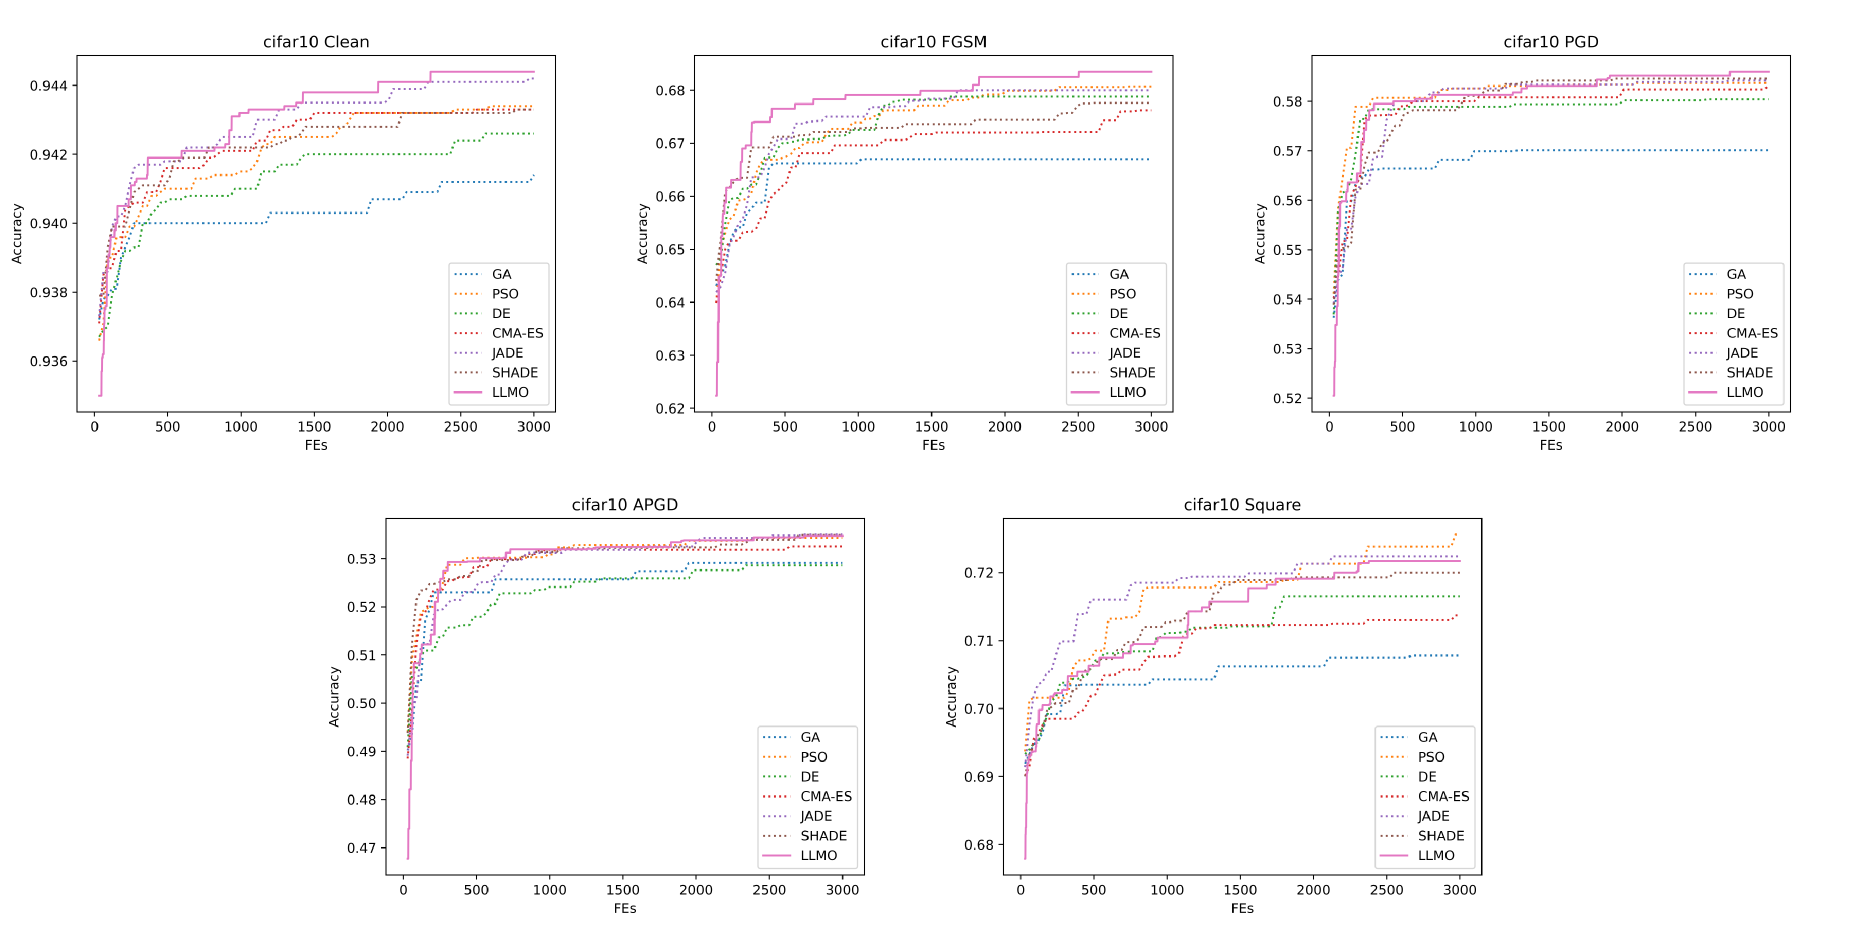 cifar10 Clean
Accuracy
0.944
0.942
0.940
0.938
0.936
0 500 1000 1500 2000 2500 3000
FEs
GA
PSO
DE
CMA-ES
JADE
SHADE
LLMO
cifar10 FGSM
Accuracy
0.68
0.67
0.66
0.65
0.64
0.63
0.62
0 500 1000 1500 2000 2500 3000
FEs
GA
PSO
DE
CMA-ES
JADE
SHADE
LLMO
cifar10 PGD
Accuracy
0.58
0.57
0.56
0.55
0.54
0.53
0.52
0 500 1000 1500 2000 2500 3000
FEs
GA
PSO
DE
CMA-ES
JADE
SHADE
LLMO
cifar10 APGD
Accuracy
0.53
0.52
0.51
0.50
0.49
0.48
0.47
0 500 1000 1500 2000 2500 3000
FEs
GA
PSO
DE
CMA-ES
JADE
SHADE
LLMO
cifar10 Square
Accuracy
0.72
0.71
0.70
0.69
0.68
0 500 1000 1500 2000 2500 3000
FEs
GA
PSO
DE
CMA-ES
JADE
SHADE
LLMO